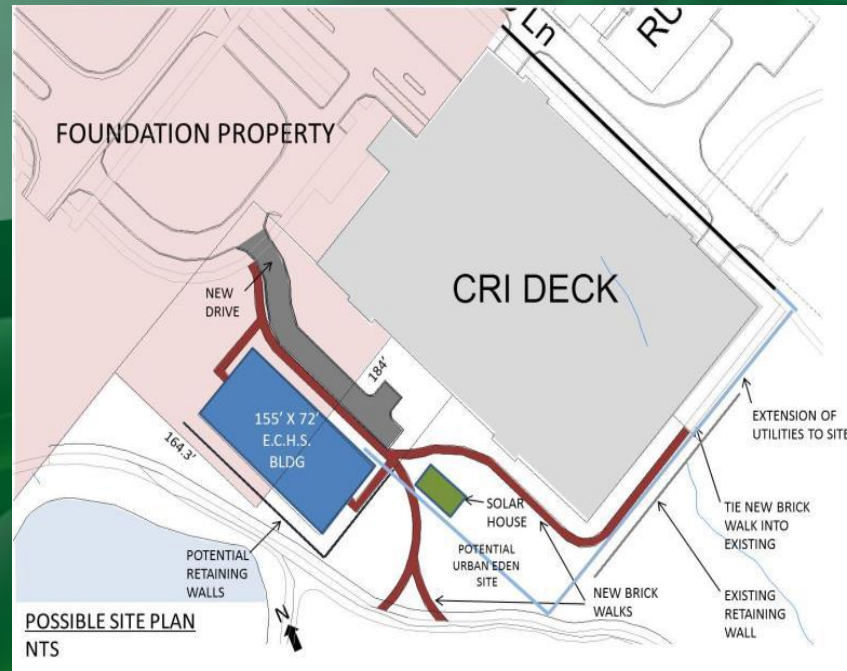 Ln
RU
FOUNDATION PROPERTY
CRI DECK
NEW
DRIVE
184'
155' X 72'
E.C.H.S.
BLDG
164.3'
EXTENSION OF
UTILITIES TO SITE
SOLAR
HOUSE
TIE NEW BRICK
WALK INTO
EXISTING
POTENTIAL
URBAN EDEN
SITE
POTENTIAL
RETAINING
WALLS
NEW BRICK
WALKS
EXISTING
RETAINING
WALL
N
POSSIBLE SITE PLAN
NTS